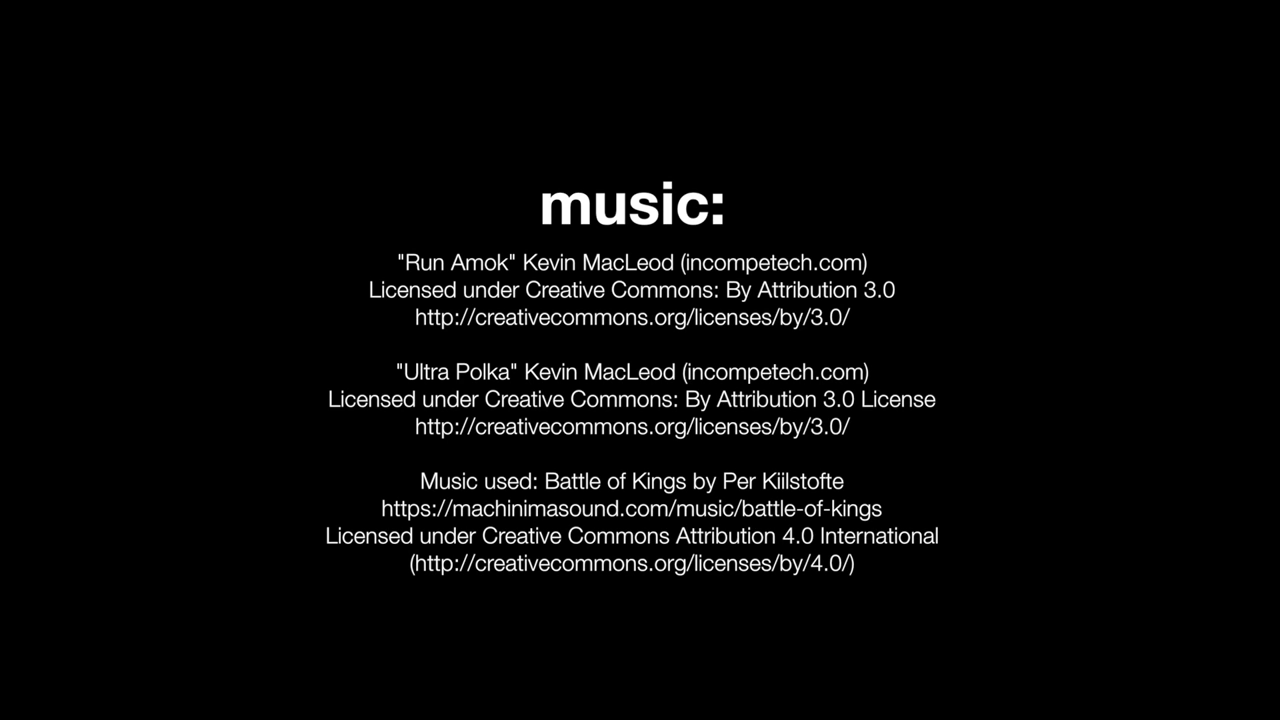 music:
"Run Amok" Kevin MacLeod (incompetech.com)
Licensed under Creative Commons: By Attribution 3.0
http://creativecommons.org/licenses/by/3.0/
"Ultra Polka" Kevin MacLeod (incompetech.com)
Licensed under Creative Commons: By Attribution 3.0 License
http://creativecommons.org/licenses/by/3.0/
Music used: Battle of Kings by Per Kiilstofte
https://machinimasound.com/music/battle-of-kings
Licensed under Creative Commons Attribution 4.0 International
(http://creativecommons.org/licenses/by/4.0/)